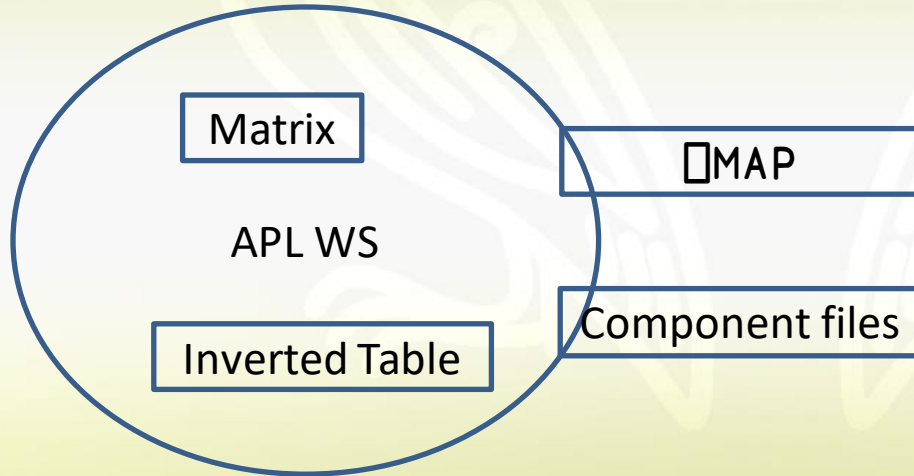 Matrix
⎕MAP
APL WS
Component files
Inverted Table